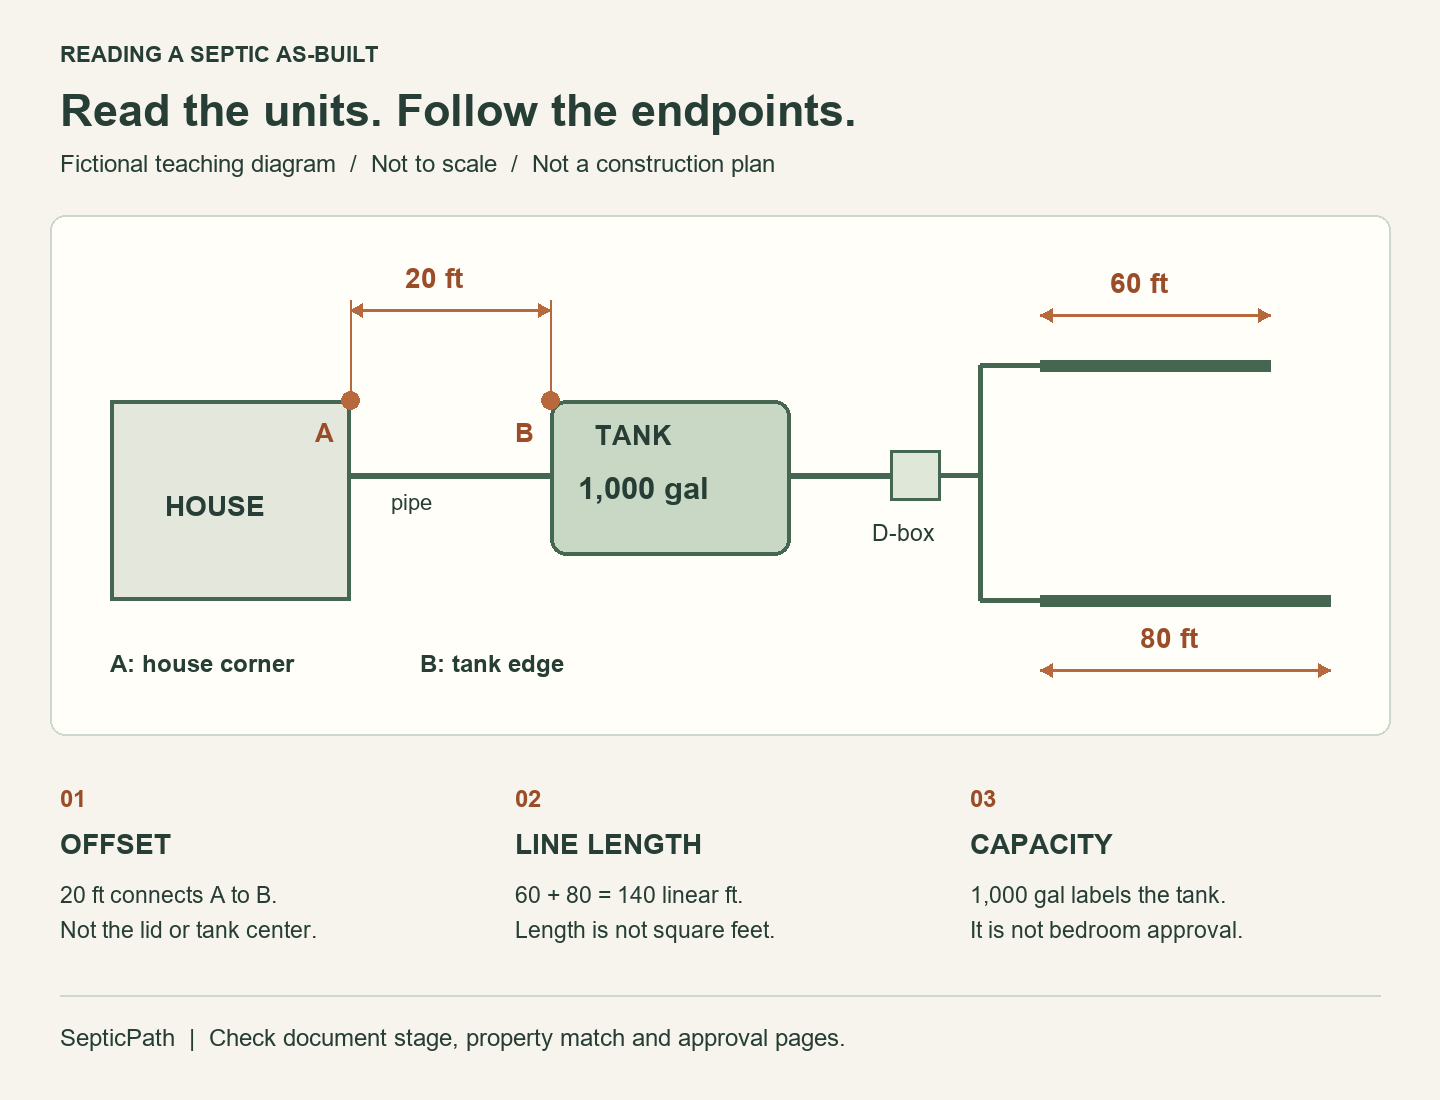 READING A SEPTIC AS-BUILT
Read the units. Follow the endpoints.
Fictional teaching diagram / Not to scale / Not a construction plan
20 ft
60 ft
A
B
TANK
1,000 gal
HOUSE
pipe
D-box
80 ft
A: house corner
B: tank edge
01
OFFSET
20 ft connects A to B.
Not the lid or tank center.
02
LINE LENGTH
60 + 80 = 140 linear ft.
Length is not square feet.
03
CAPACITY
1,000 gal labels the tank.
It is not bedroom approval.
SepticPath | Check document stage, property match and approval pages.